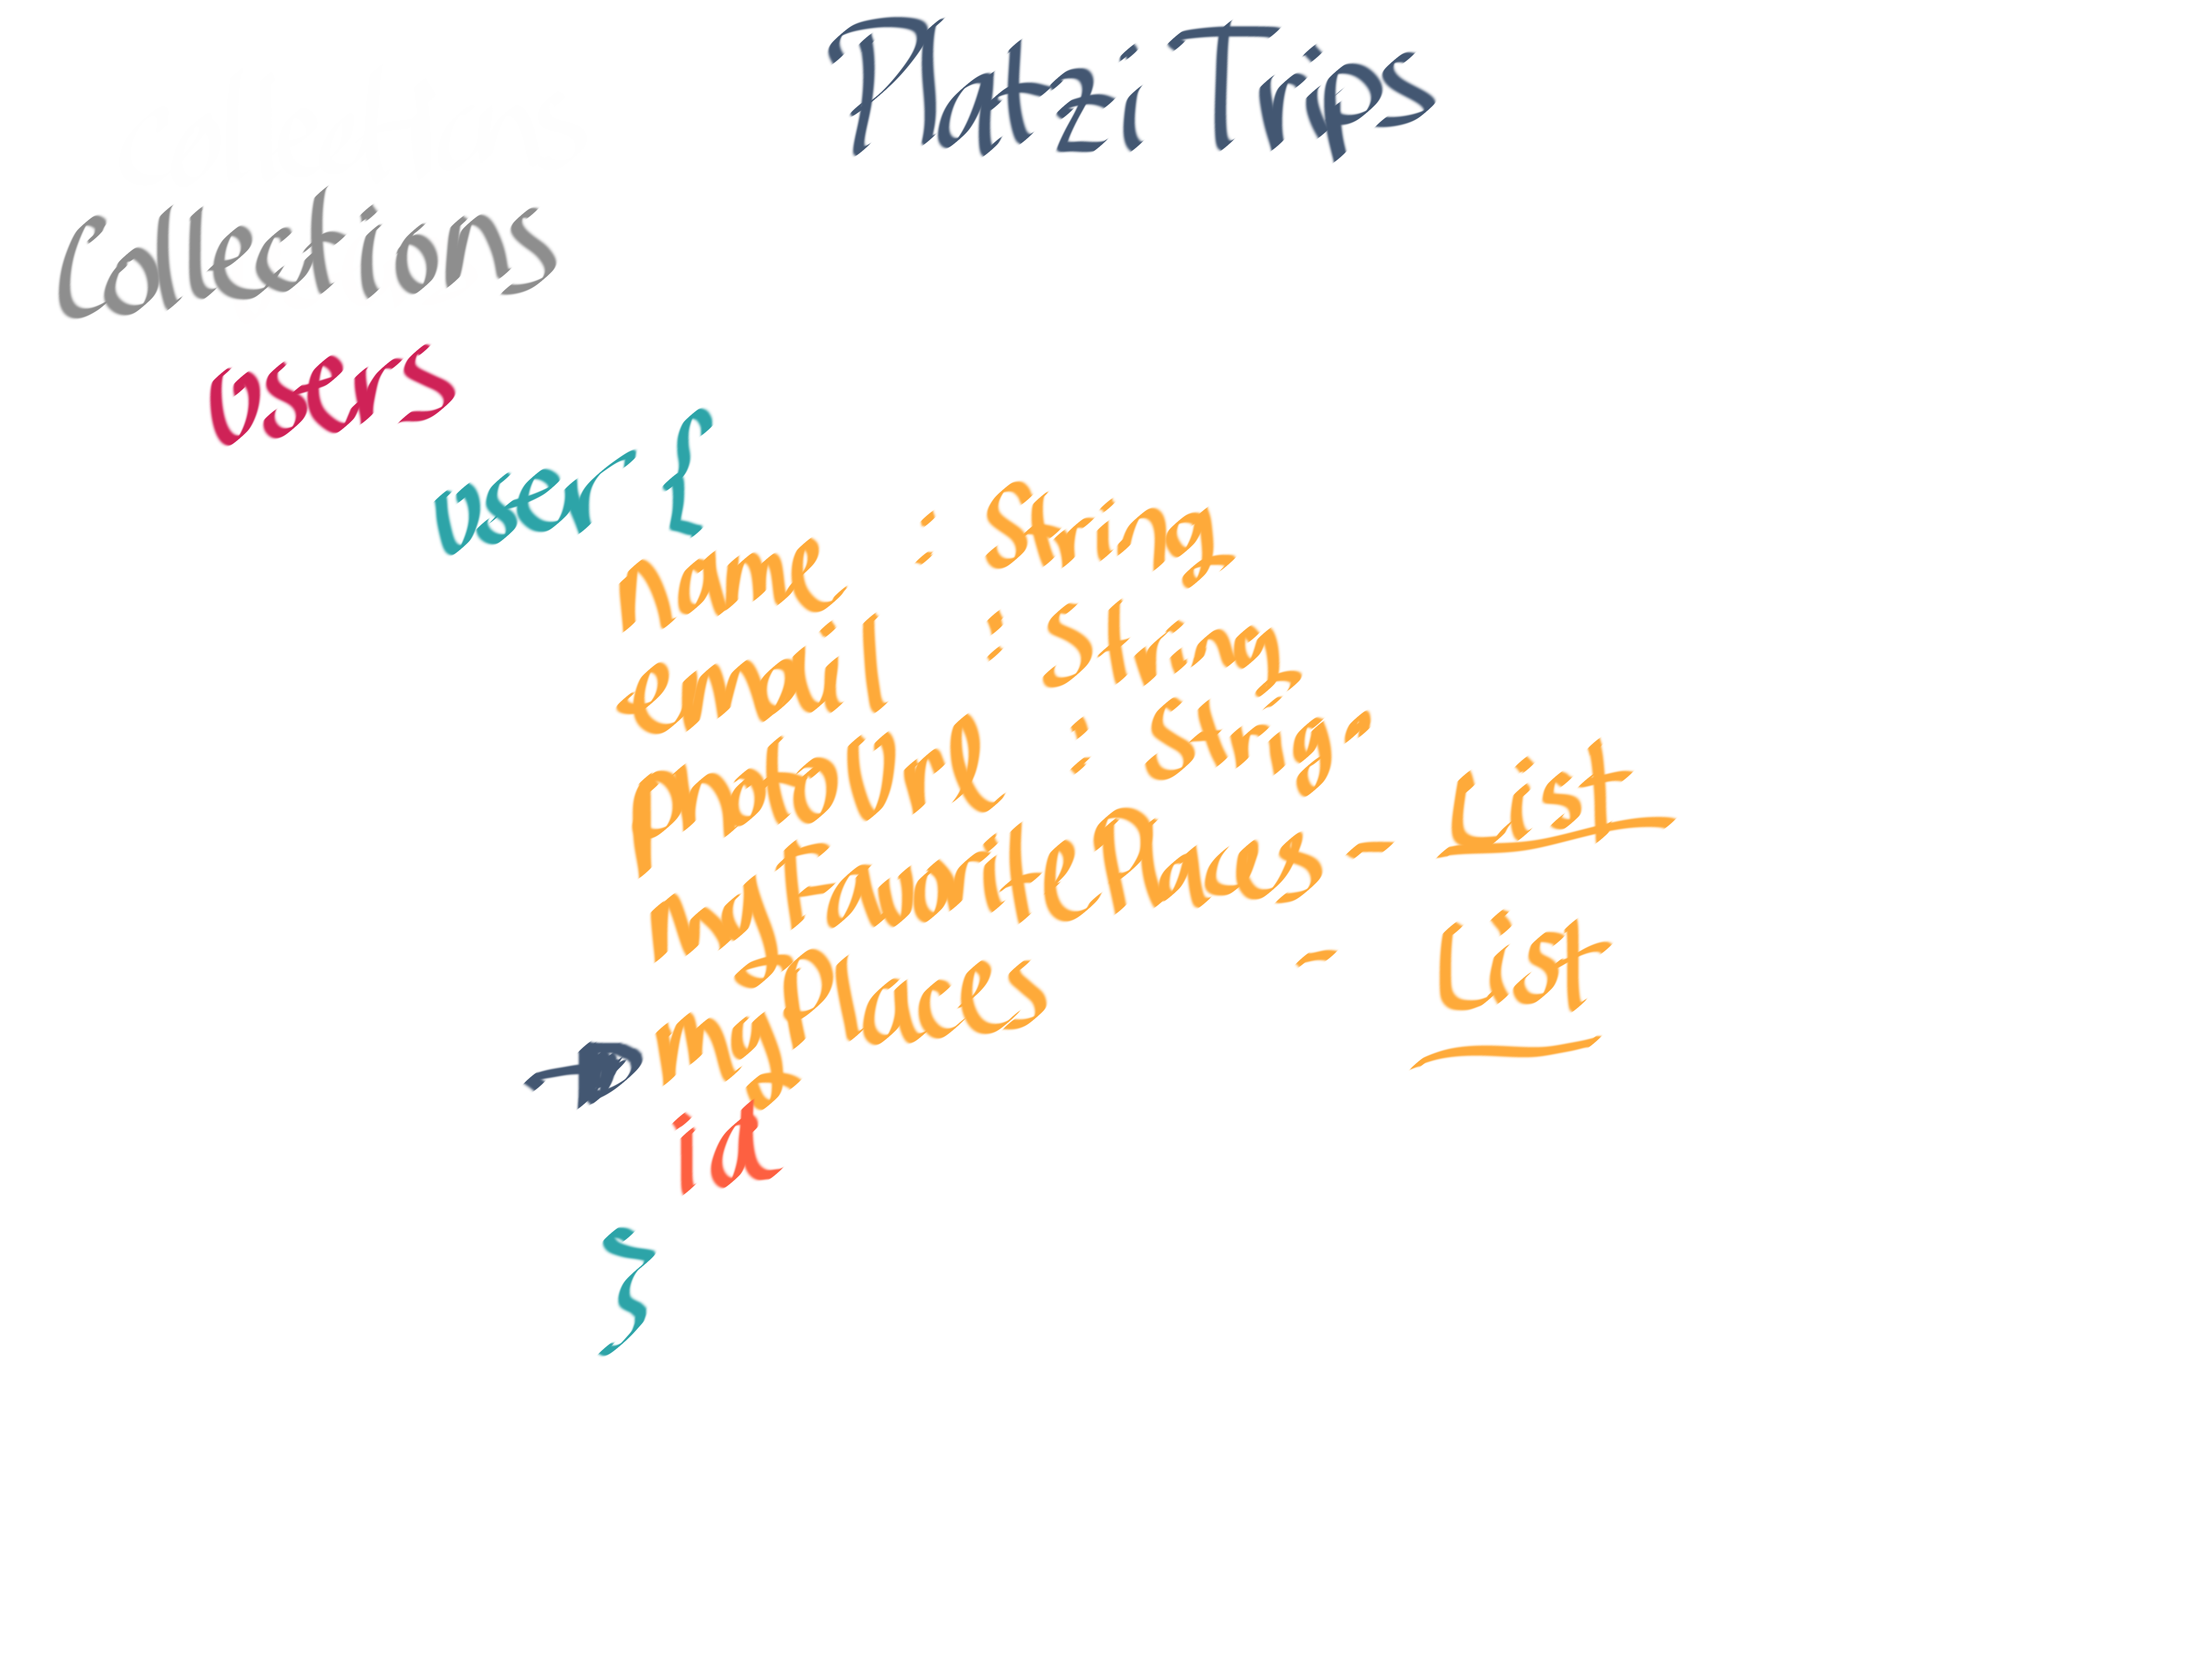 Platzi Trips
Collections
users
user {
name : String
email : String
photoUrl : Strig.
myFavoritePlaces - List
myPlaces - List
id
}